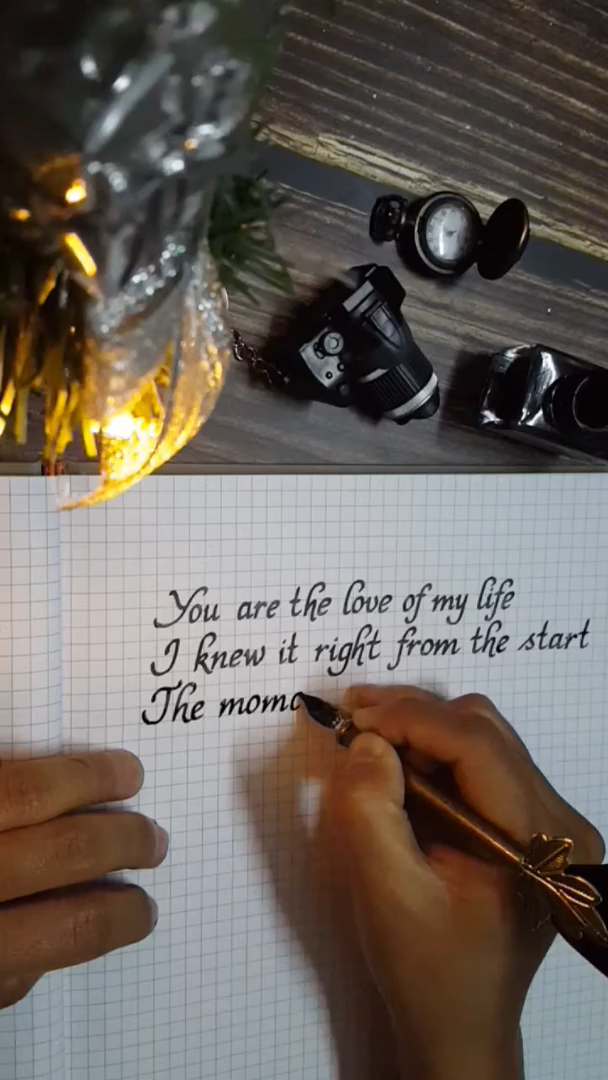 You are the love of my life
I knew it right from the start
The mom